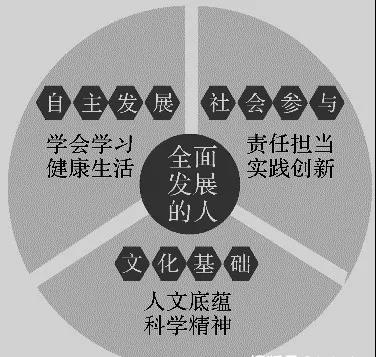 自主发展
学会学习
健康生活
社会参与
责任担当
实践创新
全面
发展
的人
文化基础
人文底蕴
科学精神